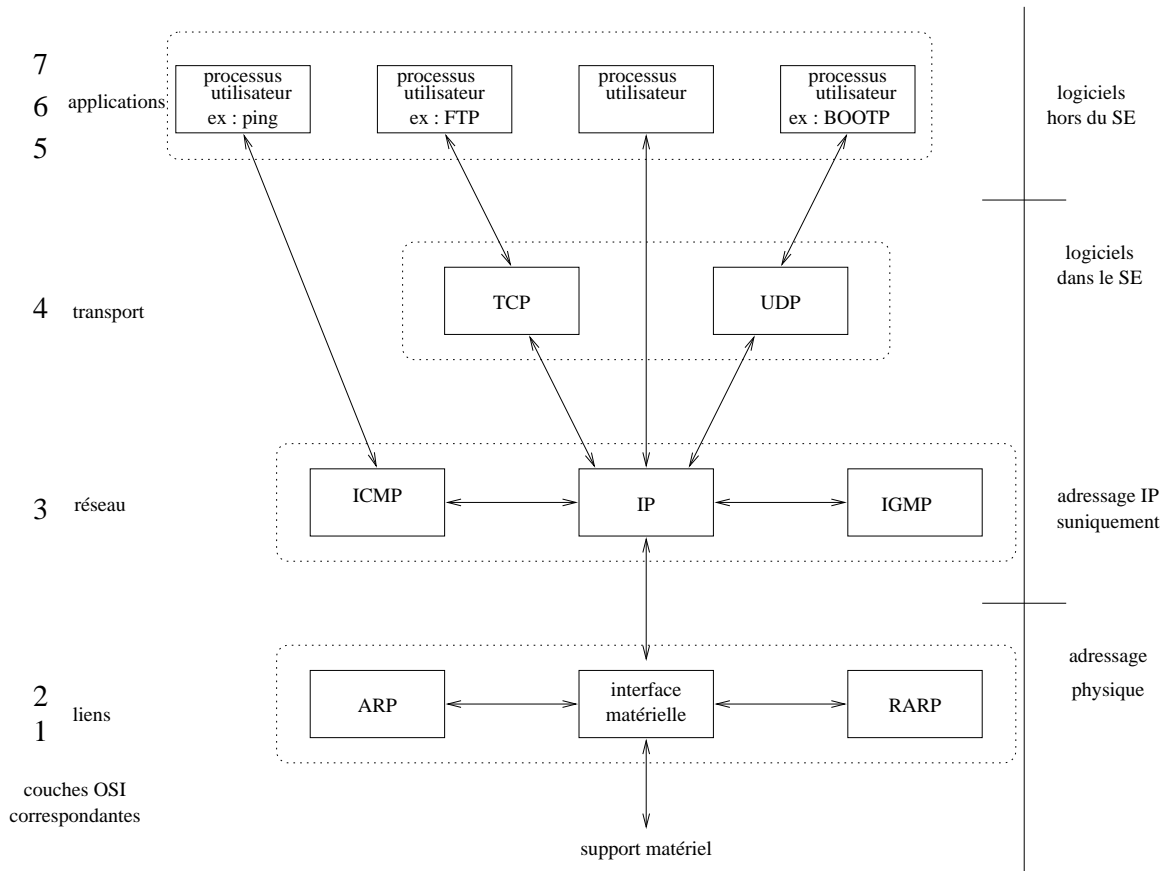 7
6
5
applications
processus
utilisateur
ex : ping
processus
utilisateur
ex : FTP
processus
utilisateur
processus
utilisateur
ex : BOOTP
logiciels
hors du SE
logiciels
dans le SE
4
transport
TCP
UDP
3
réseau
ICMP
IP
IGMP
adressage IP
suniquement
2
1
liens
ARP
interface
matérielle
RARP
adressage
physique
couches OSI
correspondantes
support matériel